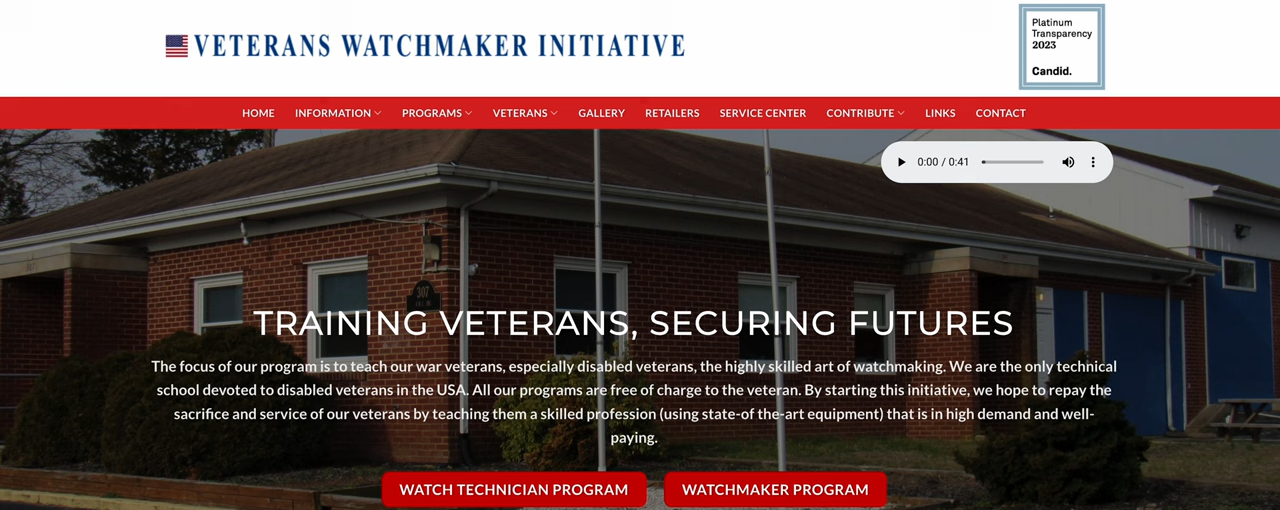 VETERANS WATCHMAKER INITIATIVE
Platinum
Transparency
2023
Candid.
HOME INFORMATION PROGRAMS VETERANS GALLERY RETAILERS SERVICE CENTER CONTRIBUTE LINKS CONTACT
0:00 / 0:41
307
TRAINING VETERANS, SECURING FUTURES
The focus of our program is to teach our war veterans, especially disabled veterans, the highly skilled art of watchmaking. We are the only technical
school devoted to disabled veterans in the USA. All our programs are free of charge to the veteran. By starting this initiative, we hope to repay the
sacrifice and service of our veterans by teaching them a skilled profession (using state-of the-art equipment) that is in high demand and well-
paying.
WATCH TECHNICIAN PROGRAM WATCHMAKER PROGRAM